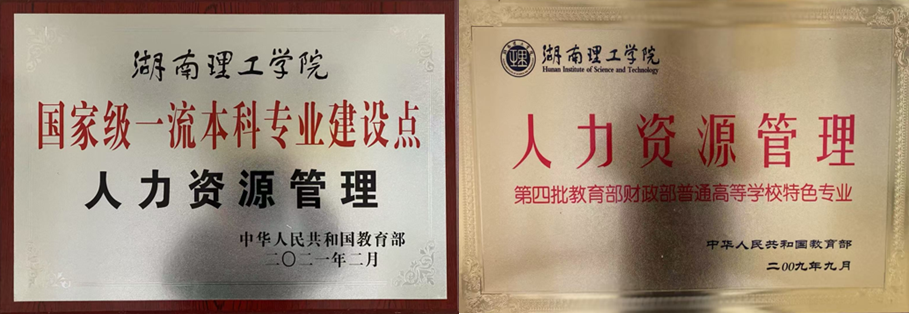 湖南理工学院
国家级一流本科专业建设点
人力资源管理
中华人民共和国教育部
二〇二一年二月
湖南理工学院
Hunan Institute of Science and Technology
人力资源管理
第四批教育部财政部普通高等学校特色专业
中华人民共和国教育部
二00九年九月